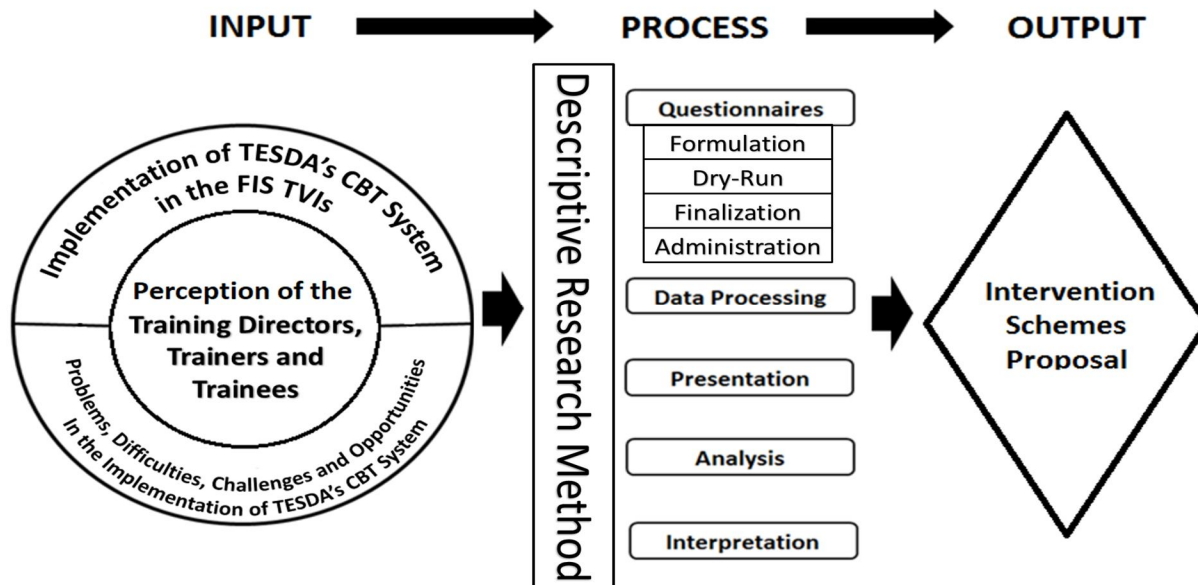 INPUT
PROCESS
OUTPUT
Implementation of TESDA's CBT System
in the FIS TVIs
Perception of the
Training Directors,
Trainers and
Trainees
Problems, Difficulties, Challenges and Opportunities
In the Implementation of TESDA's CBT System
Descriptive Research Method
Questionnaires
Formulation
Dry-Run
Finalization
Administration
Data Processing
Presentation
Analysis
Interpretation
Intervention
Schemes
Proposal